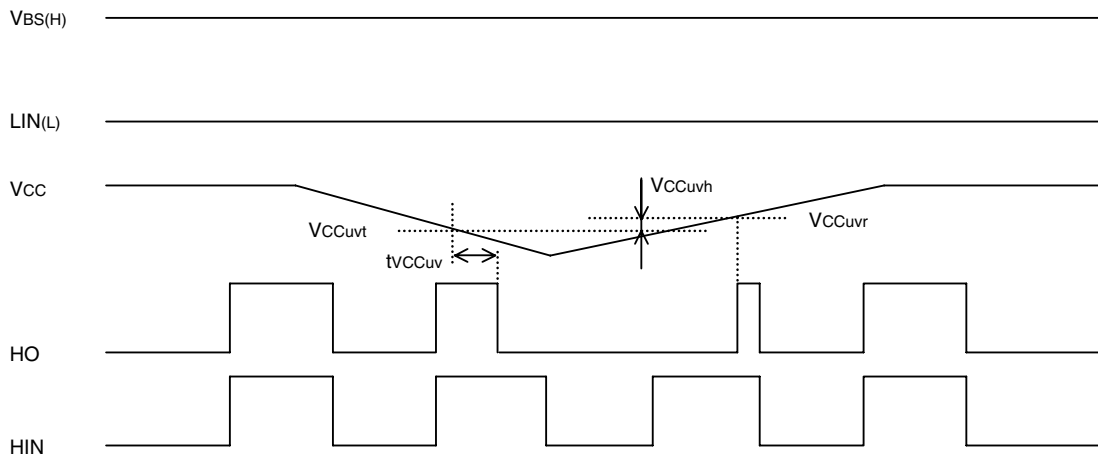 VBS(H)
LIN(L)
VCC
VCCuvh
VCCuvr
VCCuvt
tVCCuv
HO
HIN